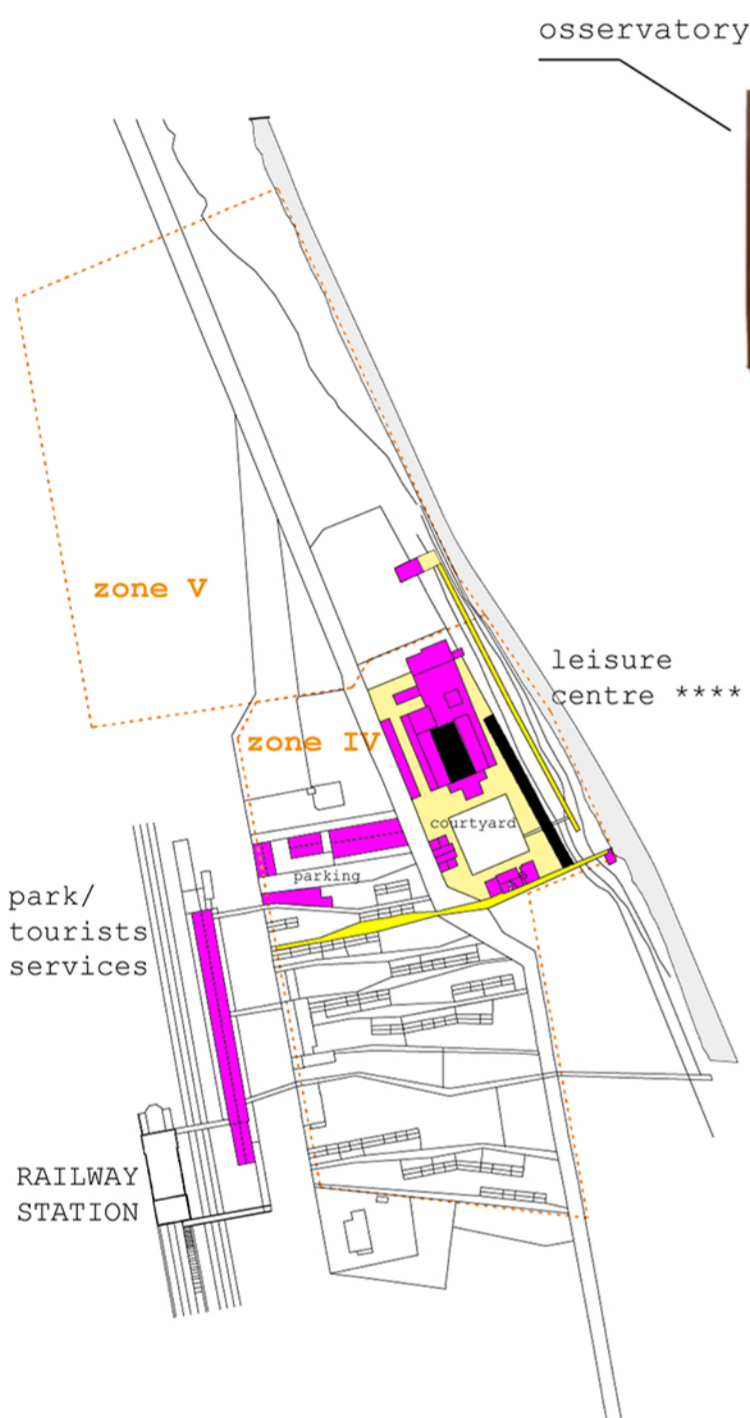 osservatory
zone V
leisure
centre ****
zone IV
courtyard
parking
park/
tourists
services
RAILWAY
STATION